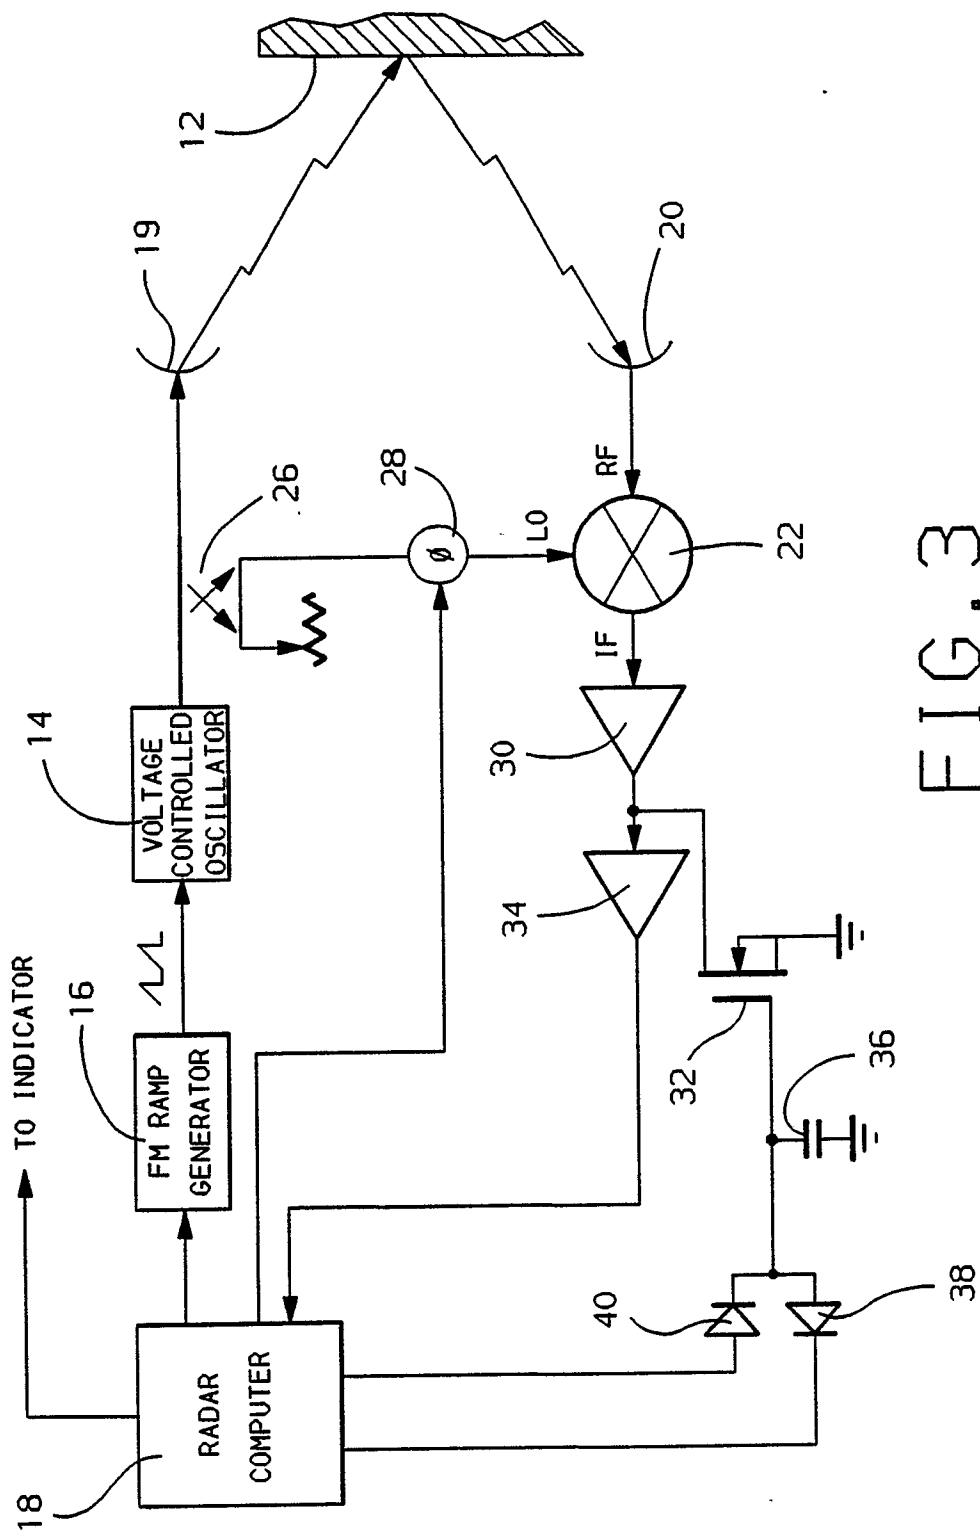 TO INDICATOR
18
RADAR
COMPUTER
16
FM RAMP
GENERATOR
14
VOLTAGE
CONTROLLED
OSCILLATOR
26
19
12
28
ø
LO
RF
20
22
IF
30
34
32
36
40
38
FIG.3